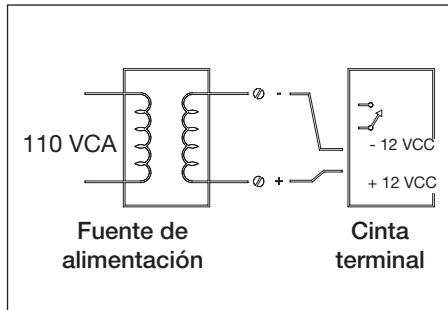 110 VCA
-
+
- 12 VCC
+ 12 VCC
Fuente de
alimentación
Cinta
terminal